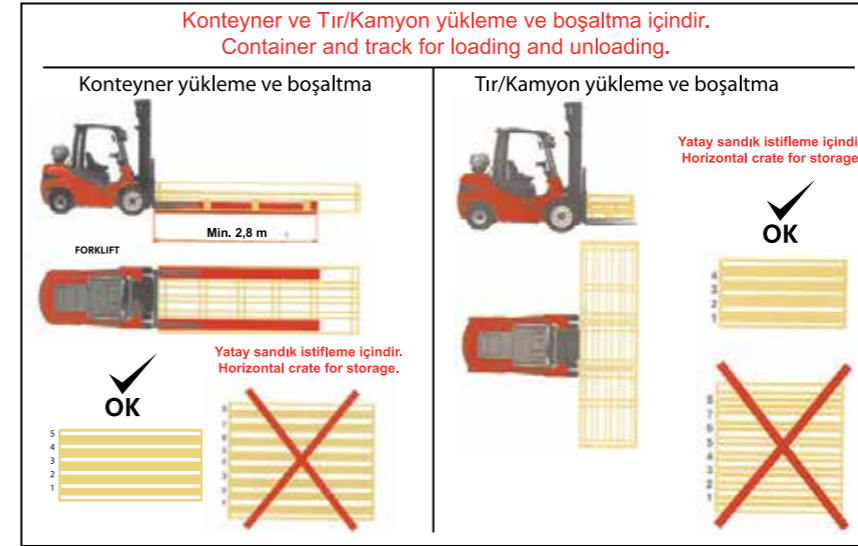 Konteyner ve Tır/Kamyon yükleme ve boşaltma içindir.
Container and track for loading and unloading.
Konteyner yükleme ve boşaltma
Min. 2,8 m
FORKLIFT
Yatay sandık istifleme içindir.
Horizontal crate for storage.
OK
5
4
3
2
1
Tır/Kamyon yükleme ve boşaltma
Yatay sandık istifleme içindi
Horizontal crate for storage
OK
4
3
2
1
8
7
6
5
4
3
2
1